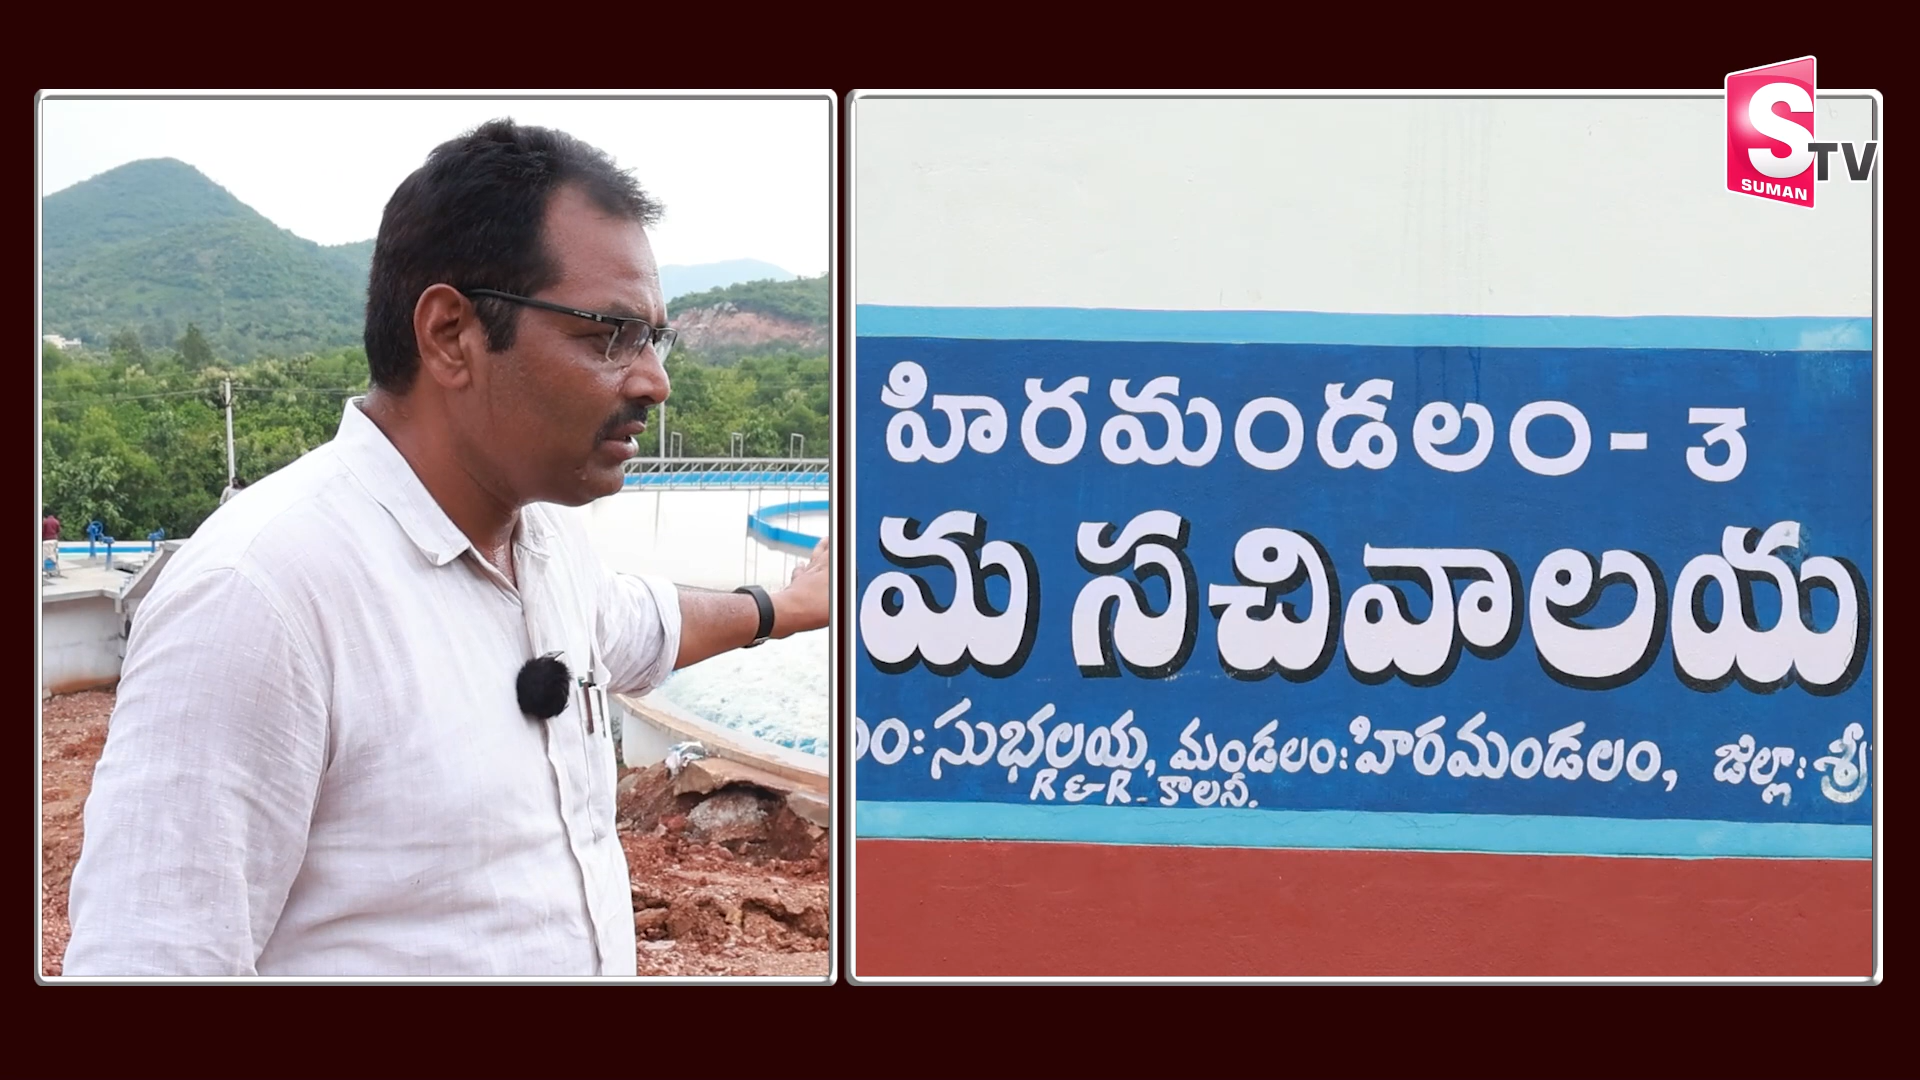 S TV
SUMAN
హిరమండలం - 3
మ సచివాలయ
సుభలయ, మండలం: హిరమండలం, జిల్లా: శ్రీ
R & R - కాలనీ.